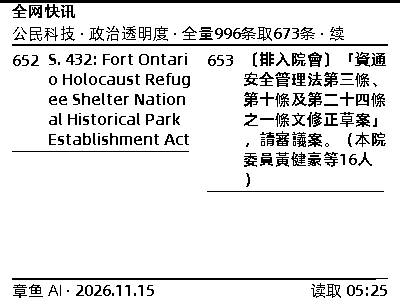 全网快讯
公民科技 · 政治透明度 · 全量996条取673条 · 续
652 S. 432: Fort Ontari
o Holocaust Refug
ee Shelter Nation
al Historical Park
Establishment Act
653 〔排入院會〕「資通
安全管理法第三條、
第十條及第二十四條
之一條文修正草案」
，請審議案。（本院
委員黃健豪等16人
）
章鱼 AI · 2026.11.15
读取 05:25